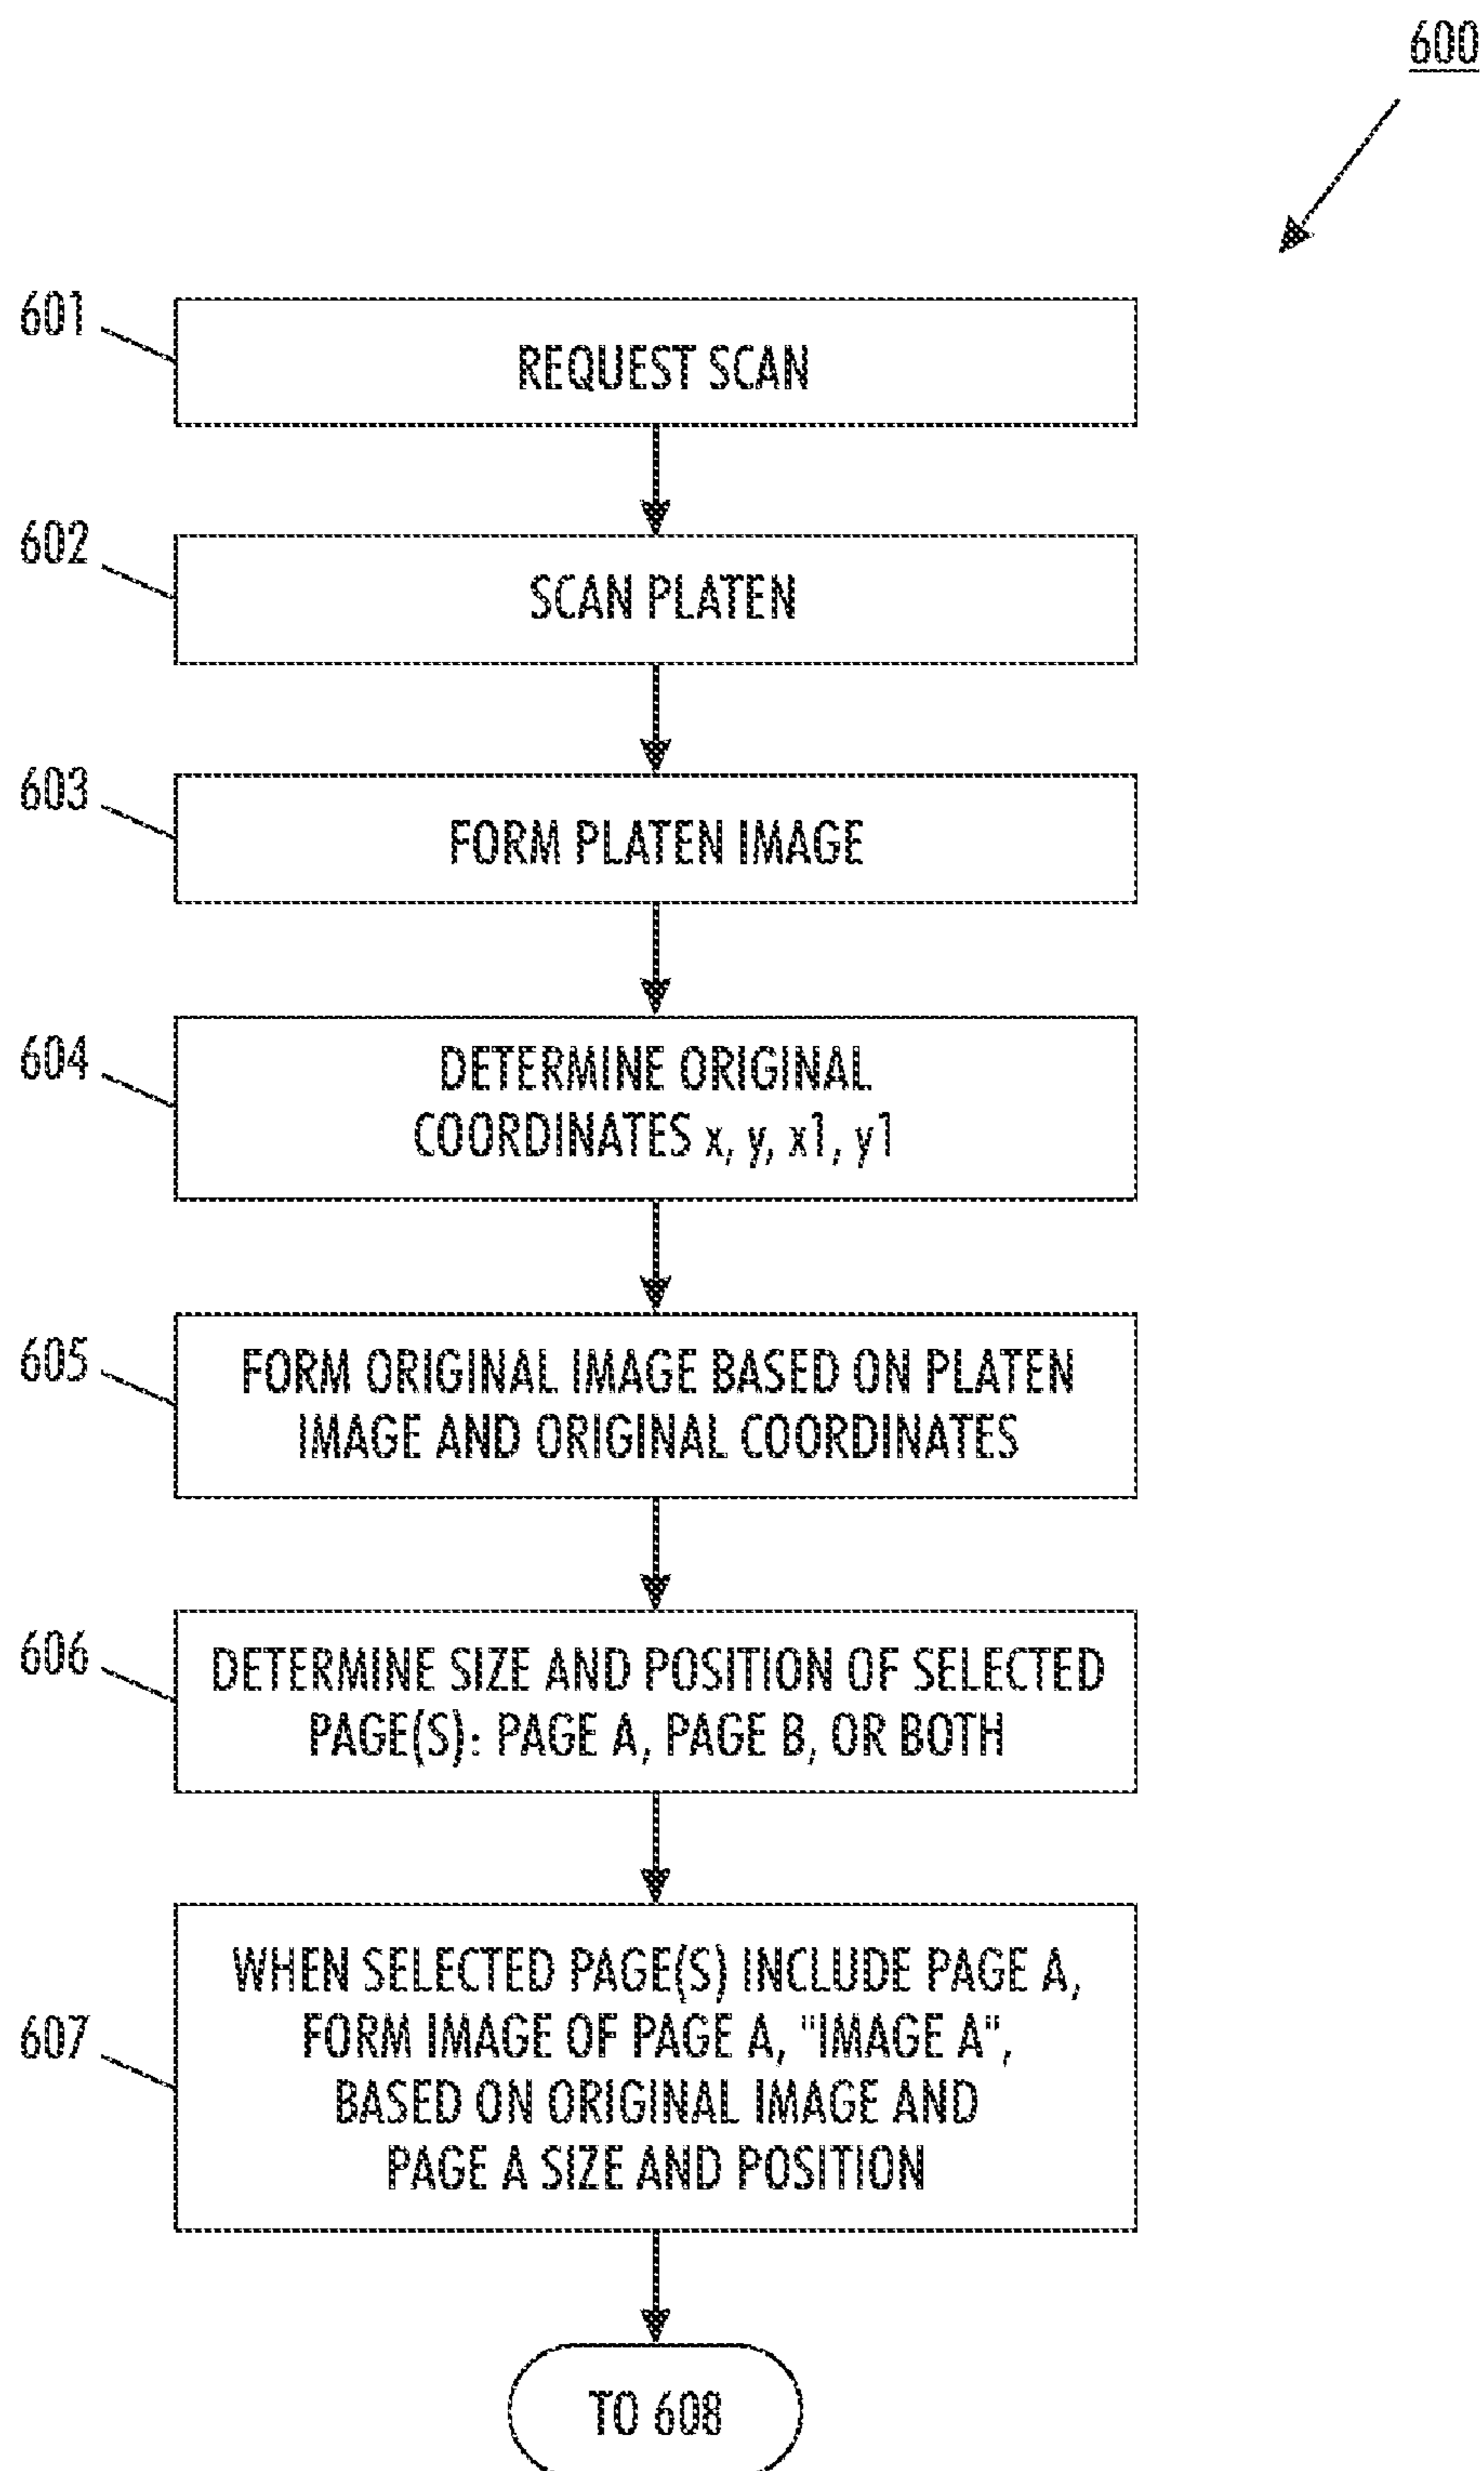 600
601
REQUEST SCAN
602
SCAN PLATEN
603
FORM PLATEN IMAGE
604
DETERMINE ORIGINAL
COORDINATES x, y, x1, y1
605
FORM ORIGINAL IMAGE BASED ON PLATEN
IMAGE AND ORIGINAL COORDINATES
606
DETERMINE SIZE AND POSITION OF SELECTED
PAGE(S): PAGE A, PAGE B, OR BOTH
607
WHEN SELECTED PAGE(S) INCLUDE PAGE A,
FORM IMAGE OF PAGE A, "IMAGE A",
BASED ON ORIGINAL IMAGE AND
PAGE A SIZE AND POSITION
TO 608